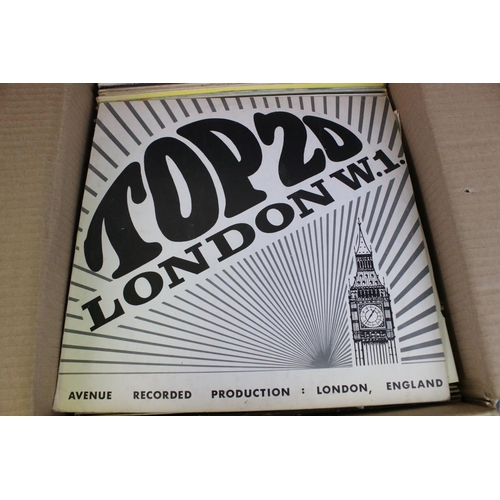 TOP 20
LONDON W.1.
AVENUE RECORDED PRODUCTION : LONDON, ENGLAND